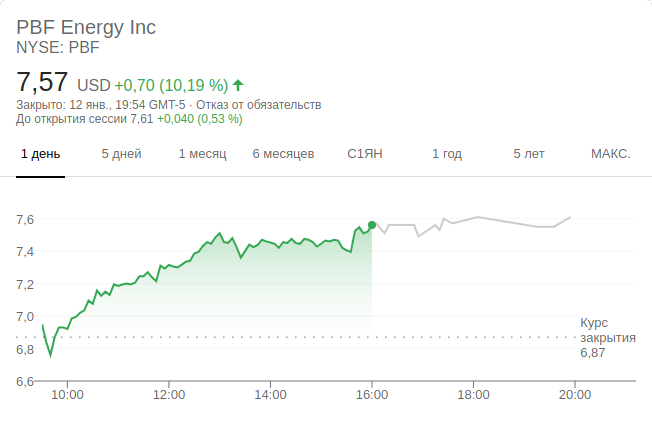 PBF Energy Inc
NYSE: PBF
7,57 USD +0,70 (10,19 %)
Закрыто: 12 янв., 19:54 GMT-5 · Отказ от обязательств
До открытия сессии 7,61 +0,040 (0,53 %)
1 день 5 дней 1 месяц 6 месяцев С1ЯН 1 год 5 лет МАКС.
7,6
7,4
7,2
7,0
Курс
закрытия
6,87
6,8
6,6
10:00 12:00 14:00 16:00 18:00 20:00